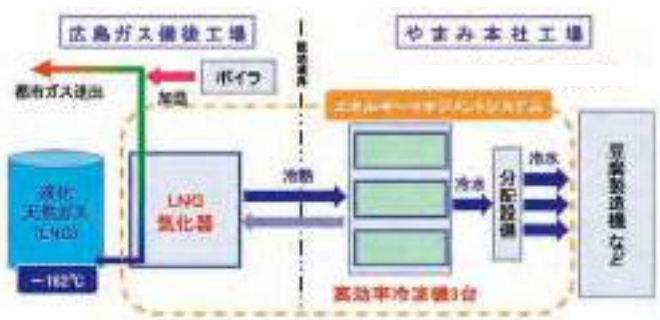 広島ガス備後工場
やまみ本社工場
敷地境界
ボイラ
加温
都市ガス送出
エネルギーマネジメントシステム
液化
天然ガス
(LNG)
-162℃
LNG
気化器
冷熱
冷水
分配設備
冷水
豆腐製造機など
高効率冷凍機3台